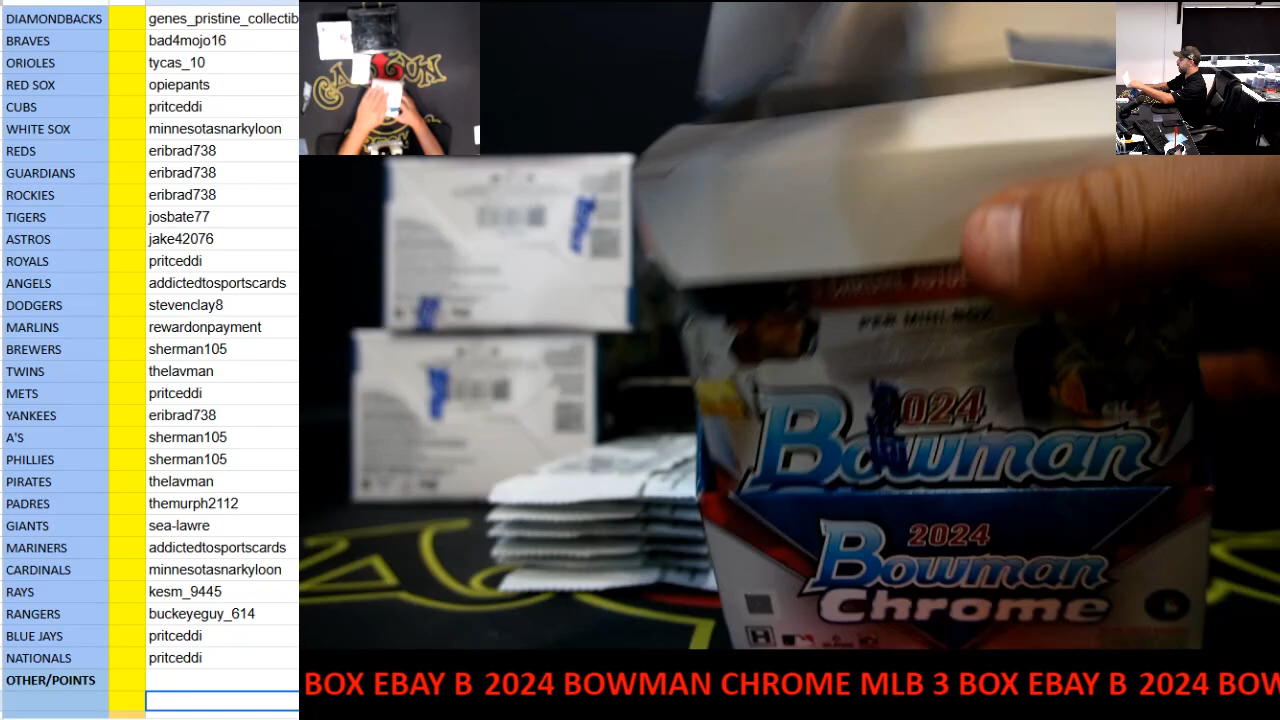 DIAMONDBACKS genes_pristine_collectib
BRAVES bad4mojo16
ORIOLES tycas_10
RED SOX opiepants
CUBS pritceddi
WHITE SOX minnesotasnarkyloon
REDS eribrad738
GUARDIANS eribrad738
ROCKIES eribrad738
TIGERS josbate77
ASTROS jake42076
ROYALS pritceddi
ANGELS addictedtosportscards
DODGERS stevenclay8
MARLINS rewardonpayment
BREWERS sherman105
TWINS thelavman
METS pritceddi
YANKEES eribrad738
A'S sherman105
PHILLIES sherman105
PIRATES thelavman
PADRES themurph2112
GIANTS sea-lawre
MARINERS addictedtosportscards
CARDINALS minnesotasnarkyloon
RAYS kesm_9445
RANGERS buckeyeguy_614
BLUE JAYS pritceddi
NATIONALS pritceddi
OTHER/POINTS
PER MINI-BOX
2024
Bowman
2024
Bowman
Chrome
BOX EBAY B 2024 BOWMAN CHROME MLB 3 BOX EBAY B 2024 BOW